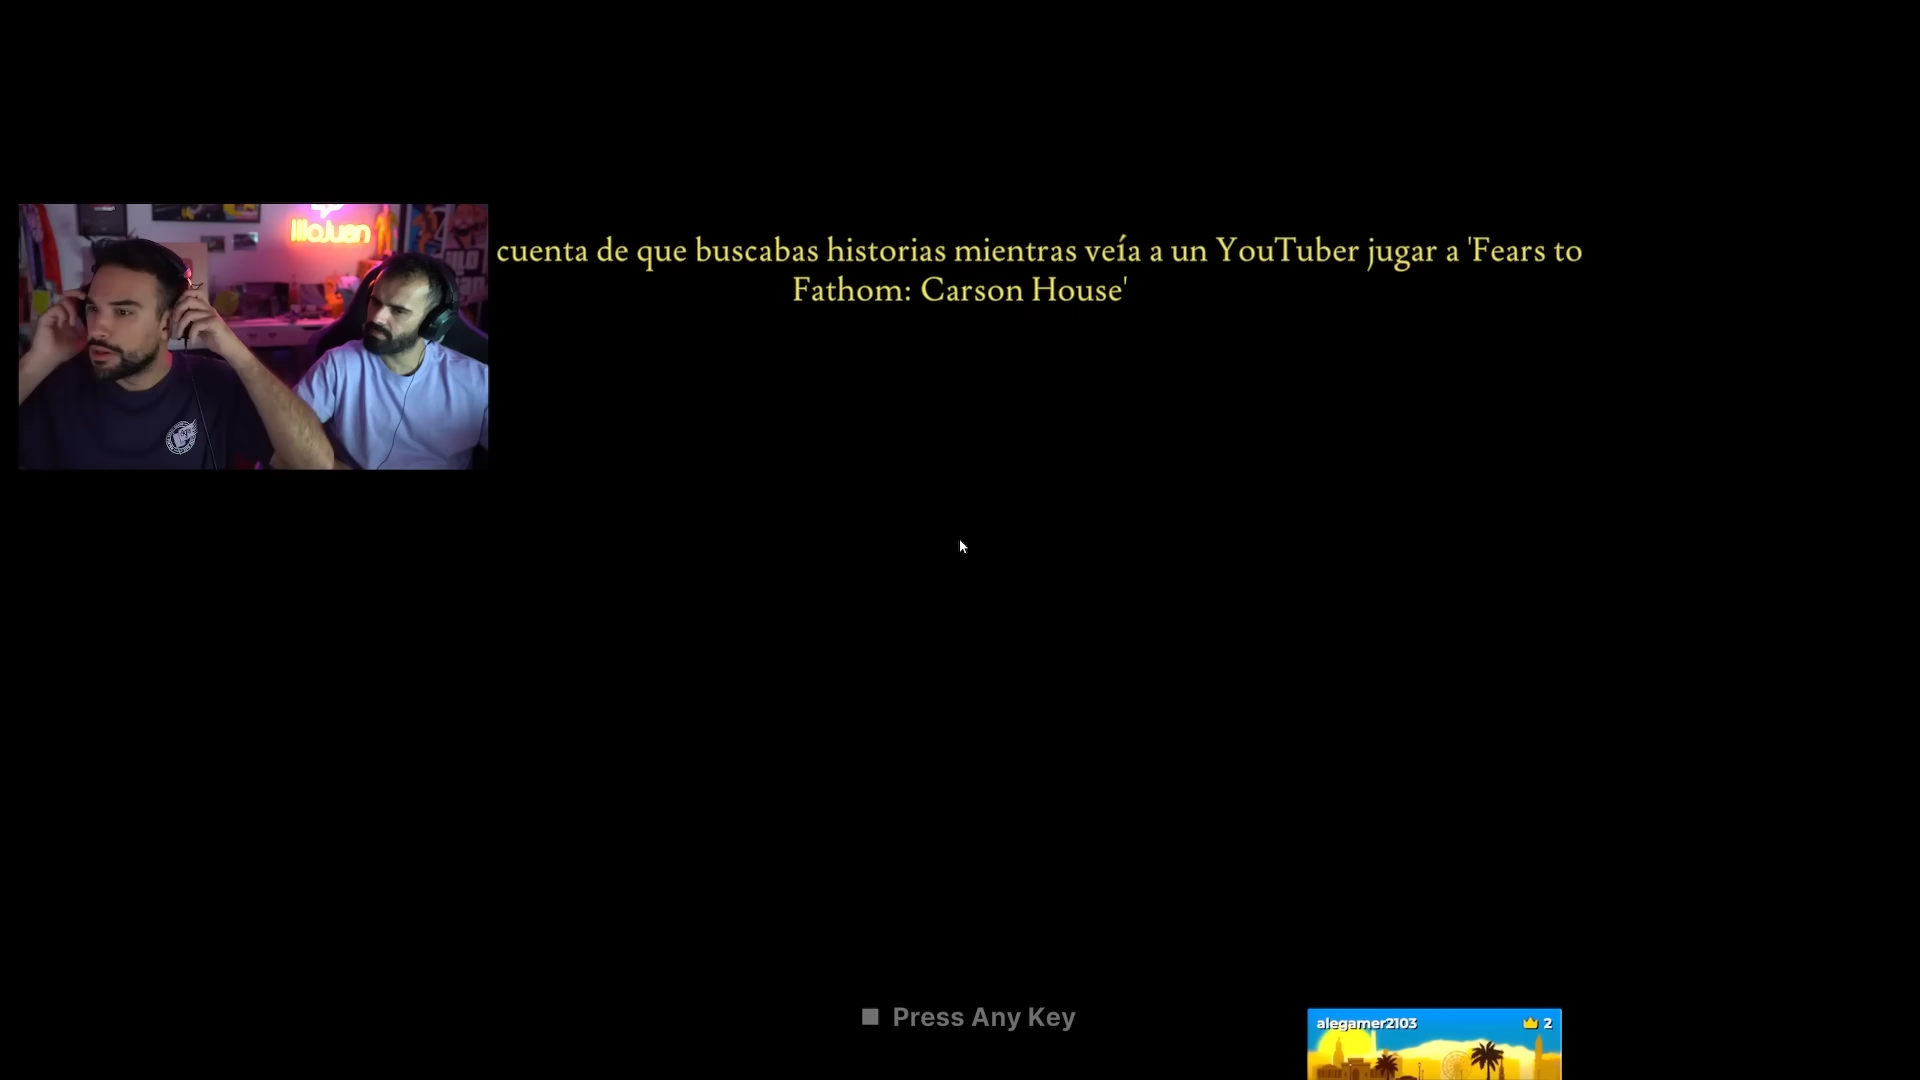 IlloJuan
cuenta de que buscabas historias mientras veía a un YouTuber jugar a 'Fears to
Fathom: Carson House'
Press Any Key
alegamer2103
2